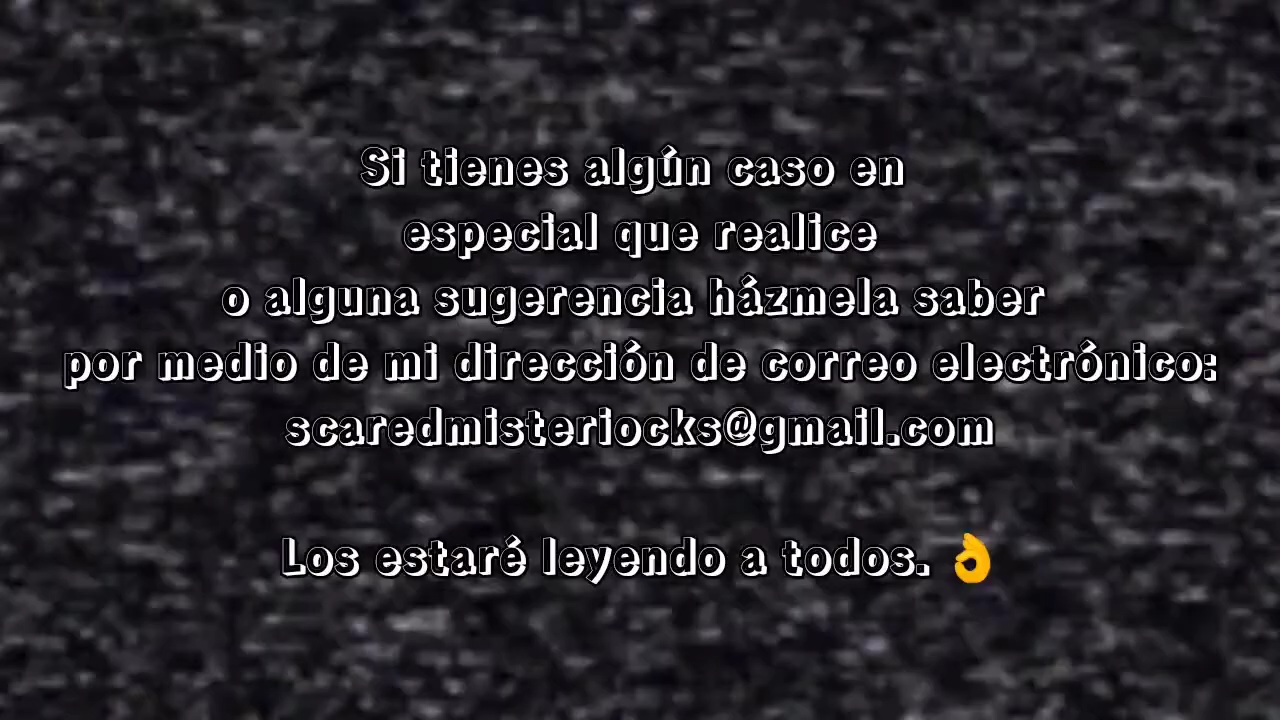 Si tienes algún caso en
especial que realice
o alguna sugerencia házmela saber
por medio de mi dirección de correo electrónico:
scaredmisteriocks@gmail.com
Los estaré leyendo a todos. 👌